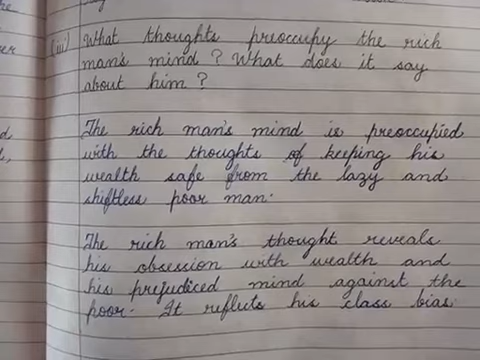 (iii) What thoughts preoccupy the rich
man's mind ? What does it say
about him ?
The rich man's mind is preoccupied
with the thoughts of keeping his
wealth safe from the lazy and
shiftless poor man.
The rich man's thought reveals
his obsession with wealth and
his prejudiced mind against the
poor. It reflects his class bias.